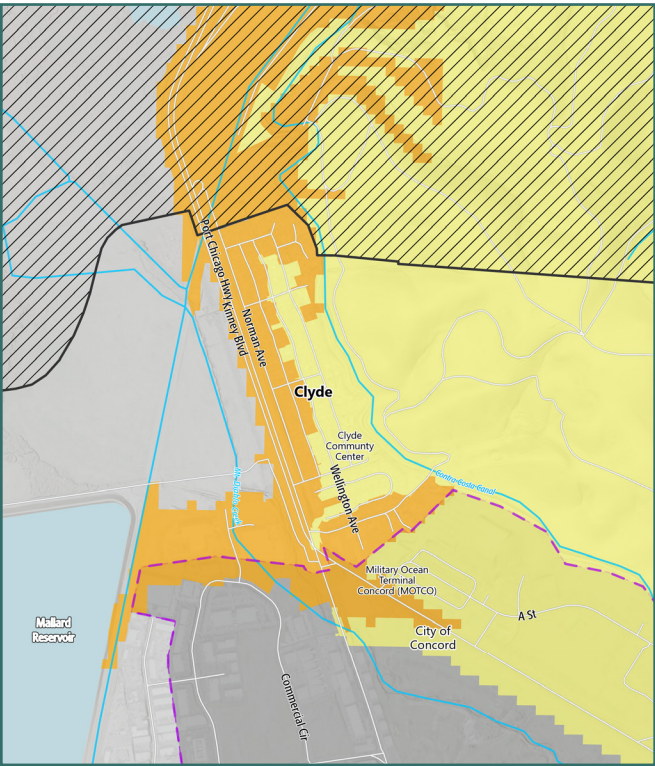 Port Chicago Hwy
Kinney Blvd
Norman Ave
Clyde
Clyde
Communty
Center
Wellington Ave
Contra Costa Canal
Military Ocean
Terminal
Concord (MOTCO)
A St
City of
Concord
Mallard
Reservoir
Commercial Cir